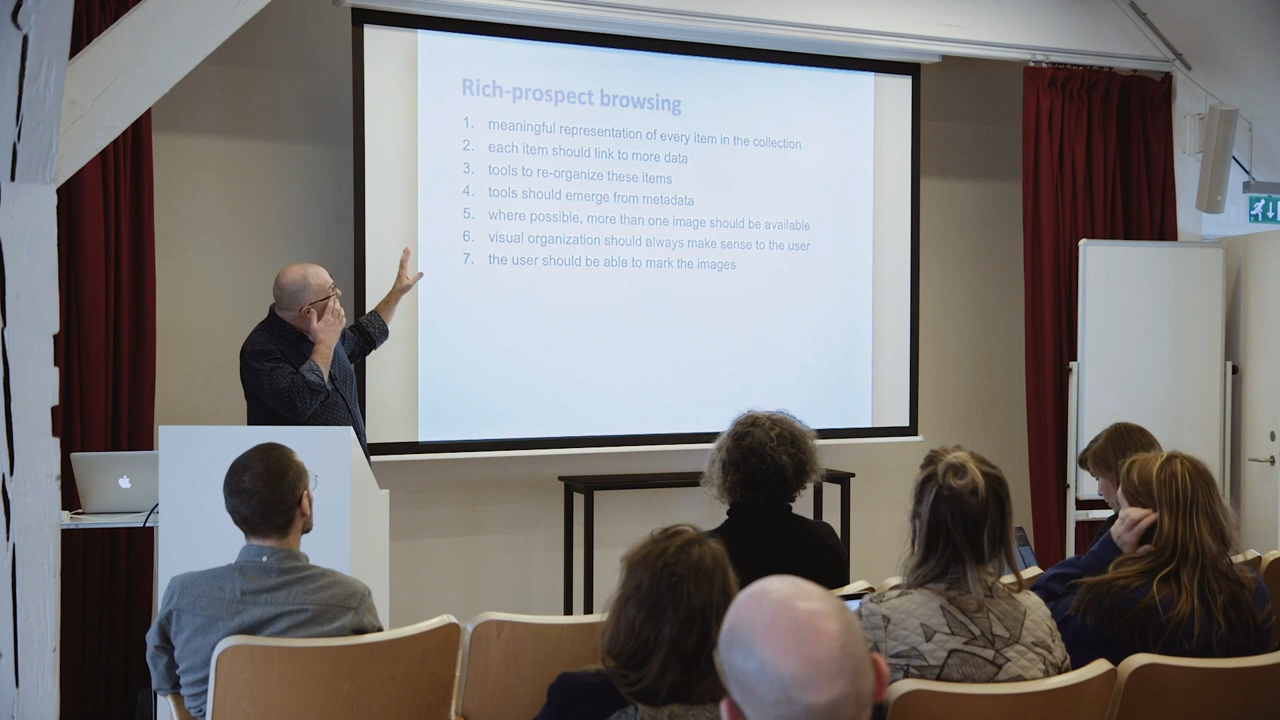 Rich-prospect browsing
1. meaningful representation of every item in the collection
2. each item should link to more data
3. tools to re-organize these items
4. tools should emerge from metadata
5. where possible, more than one image should be available
6. visual organization should always make sense to the user
7. the user should be able to mark the images